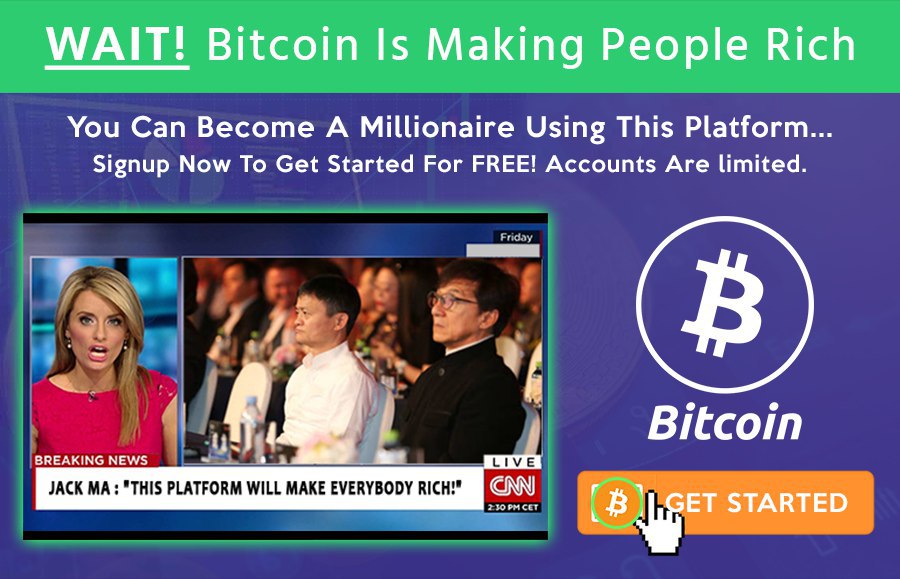 WAIT! Bitcoin Is Making People Rich
You Can Become A Millionaire Using This Platform...
Signup Now To Get Started For FREE! Accounts Are limited.
Friday
BREAKING NEWS
LIVE
JACK MA : "THIS PLATFORM WILL MAKE EVERYBODY RICH!"
CNN
2:30 PM CET
Bitcoin
GET STARTED